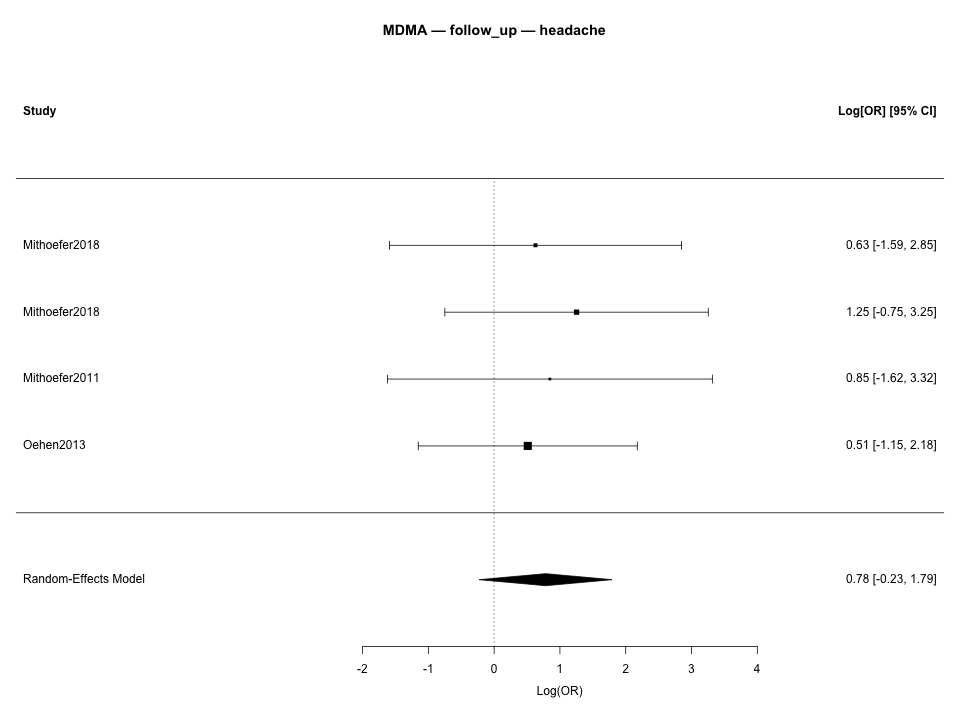 MDMA — follow_up — headache
Study Log[OR] [95% CI]
Mithoefer2018 0.63 [-1.59, 2.85]
Mithoefer2018 1.25 [-0.75, 3.25]
Mithoefer2011 0.85 [-1.62, 3.32]
Oehen2013 0.51 [-1.15, 2.18]
Random-Effects Model 0.78 [-0.23, 1.79]
-2 -1 0 1 2 3 4
Log(OR)